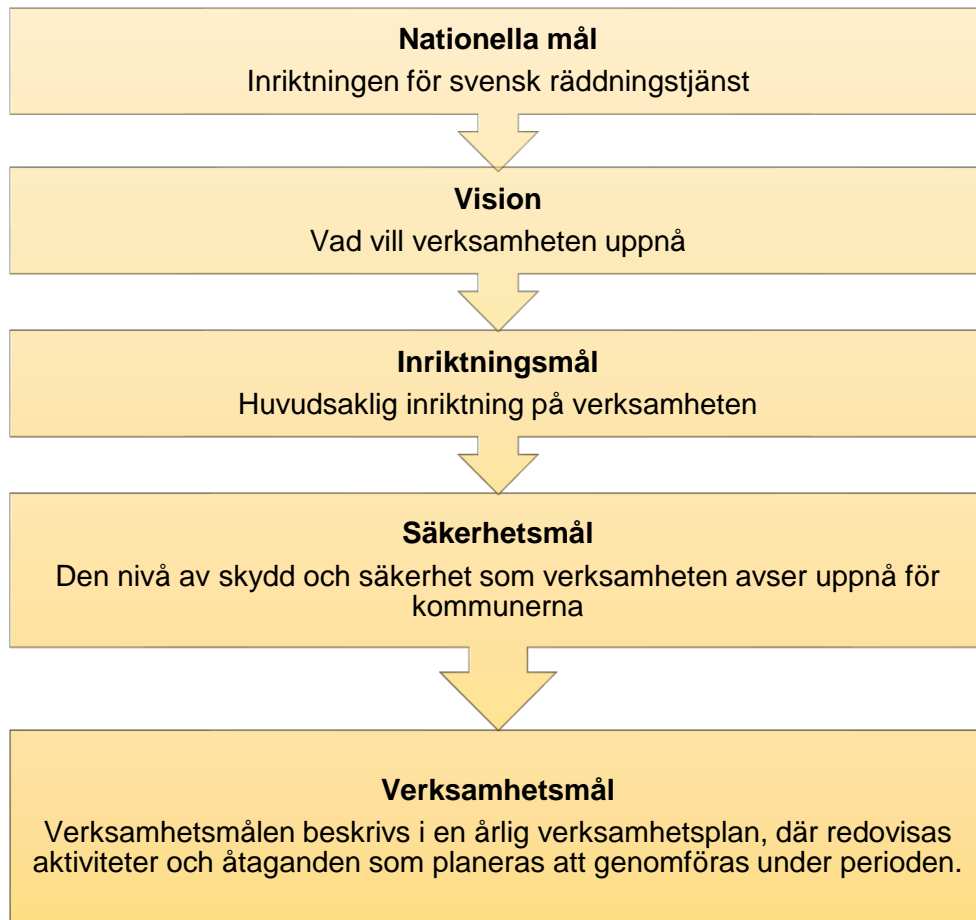 Nationella mål
Inriktningen för svensk räddningstjänst
Vision
Vad vill verksamheten uppnå
Inriktningsmål
Huvudsaklig inriktning på verksamheten
Säkerhetsmål
Den nivå av skydd och säkerhet som verksamheten avser uppnå för
kommunerna
Verksamhetsmål
Verksamhetsmålen beskrivs i en årlig verksamhetsplan, där redovisas
aktiviteter och åtaganden som planeras att genomföras under perioden.